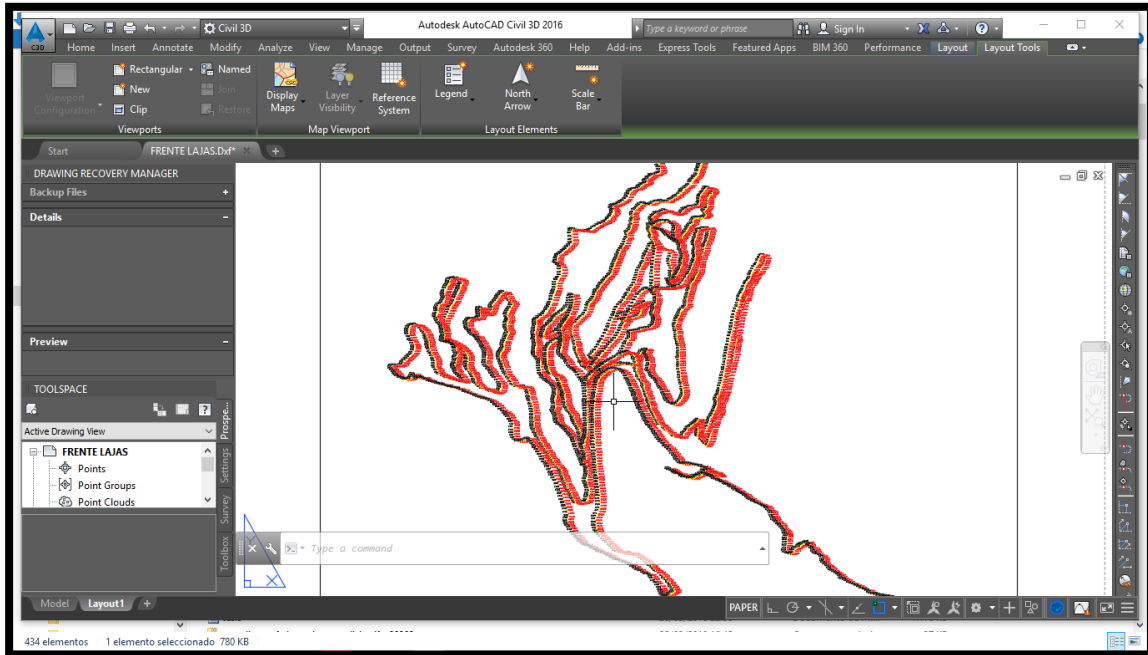 Civil 3D
Autodesk AutoCAD Civil 3D 2016
FRENTE LAJAS.Dxf
Type a keyword or phrase
Sign In
C3D
Home Insert Annotate Modify Analyze View Manage Output Survey Autodesk 360 Help Add-ins Express Tools Featured Apps BIM 360 Performance Layout Layout Tools
Viewport Configuration
Rectangular
New
Clip
Named
Join
Restore
Display Maps
Layer Visibility
Reference System
Legend
North Arrow
Scale Bar
Viewports Map Viewport Layout Elements
Start FRENTE LAJAS.Dxf*
DRAWING RECOVERY MANAGER
Backup Files
Details
Preview
TOOLSPACE
Active Drawing View
FRENTE LAJAS
Points
Point Groups
Point Clouds
Prospe...
Settings
Survey
Toolbox
Type a command
Model Layout1
PAPER
434 elementos 1 elemento seleccionado 780 KB